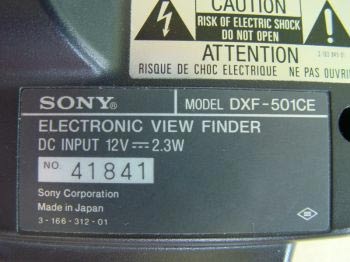 CAUTION
RISK OF ELECTRIC SHOCK
DO NOT OPEN
ATTENTION
RISQUE DE CHOC ELECTRIQUE NE PAS OUVRI
SONY®
MODEL DXF-501CE
ELECTRONIC VIEW FINDER
DC INPUT 12V⎓2.3W
NO. 41841
Sony Corporation
Made in Japan
3-166-312-01